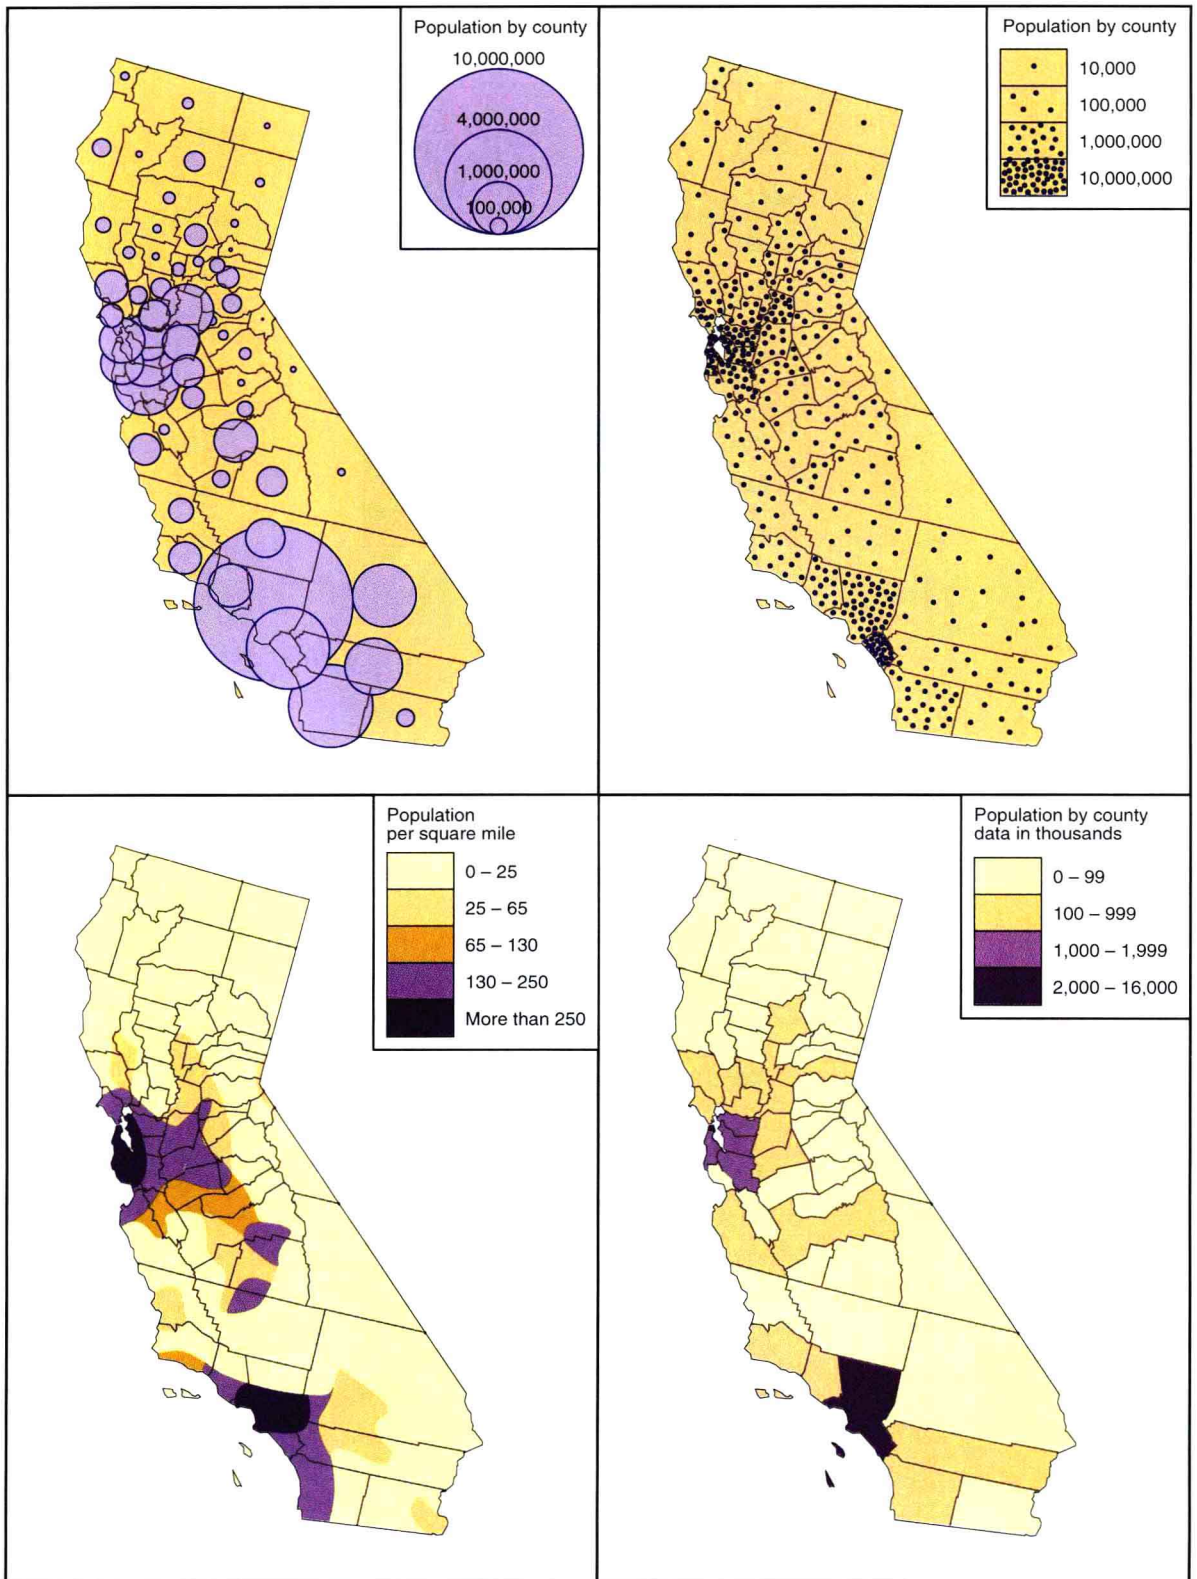 Population by county
10,000,000
4,000,000
1,000,000
100,000
Population by county
10,000
100,000
1,000,000
10,000,000
Population
per square mile
0 – 25
25 – 65
65 – 130
130 – 250
More than 250
Population by county
data in thousands
0 – 99
100 – 999
1,000 – 1,999
2,000 – 16,000